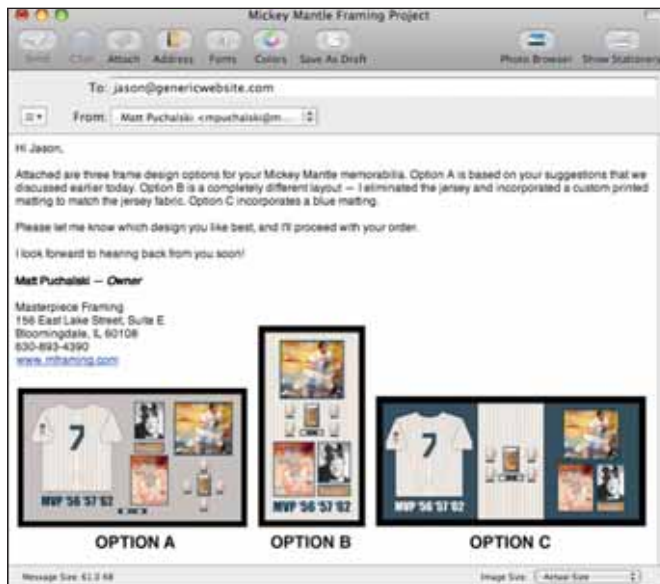 Mickey Mantle Framing Project
Send Chat Attach Address Fonts Colors Save As Draft Photo Browser Show Stationery
To: jason@genericwebsite.com
From: Matt Puchalski <mpuchalski@m...
Hi Jason,
Attached are three frame design options for your Mickey Mantle memorabilia. Option A is based on your suggestions that we
discussed earlier today. Option B is a completely different layout — I eliminated the jersey and incorporated a custom printed
matting to match the jersey fabric. Option C incorporates a blue matting.
Please let me know which design you like best, and I'll proceed with your order.
I look forward to hearing back from you soon!
Matt Puchalski — Owner
Masterpiece Framing
156 East Lake Street, Suite E
Bloomingdale, IL 60108
630-893-4390
www.mframing.com
7
MVP '56 '57 '62
7
MVP '56 '57 '62
OPTION A
OPTION B
OPTION C
Message Size: 61.0 KB
Image Size: Actual Size